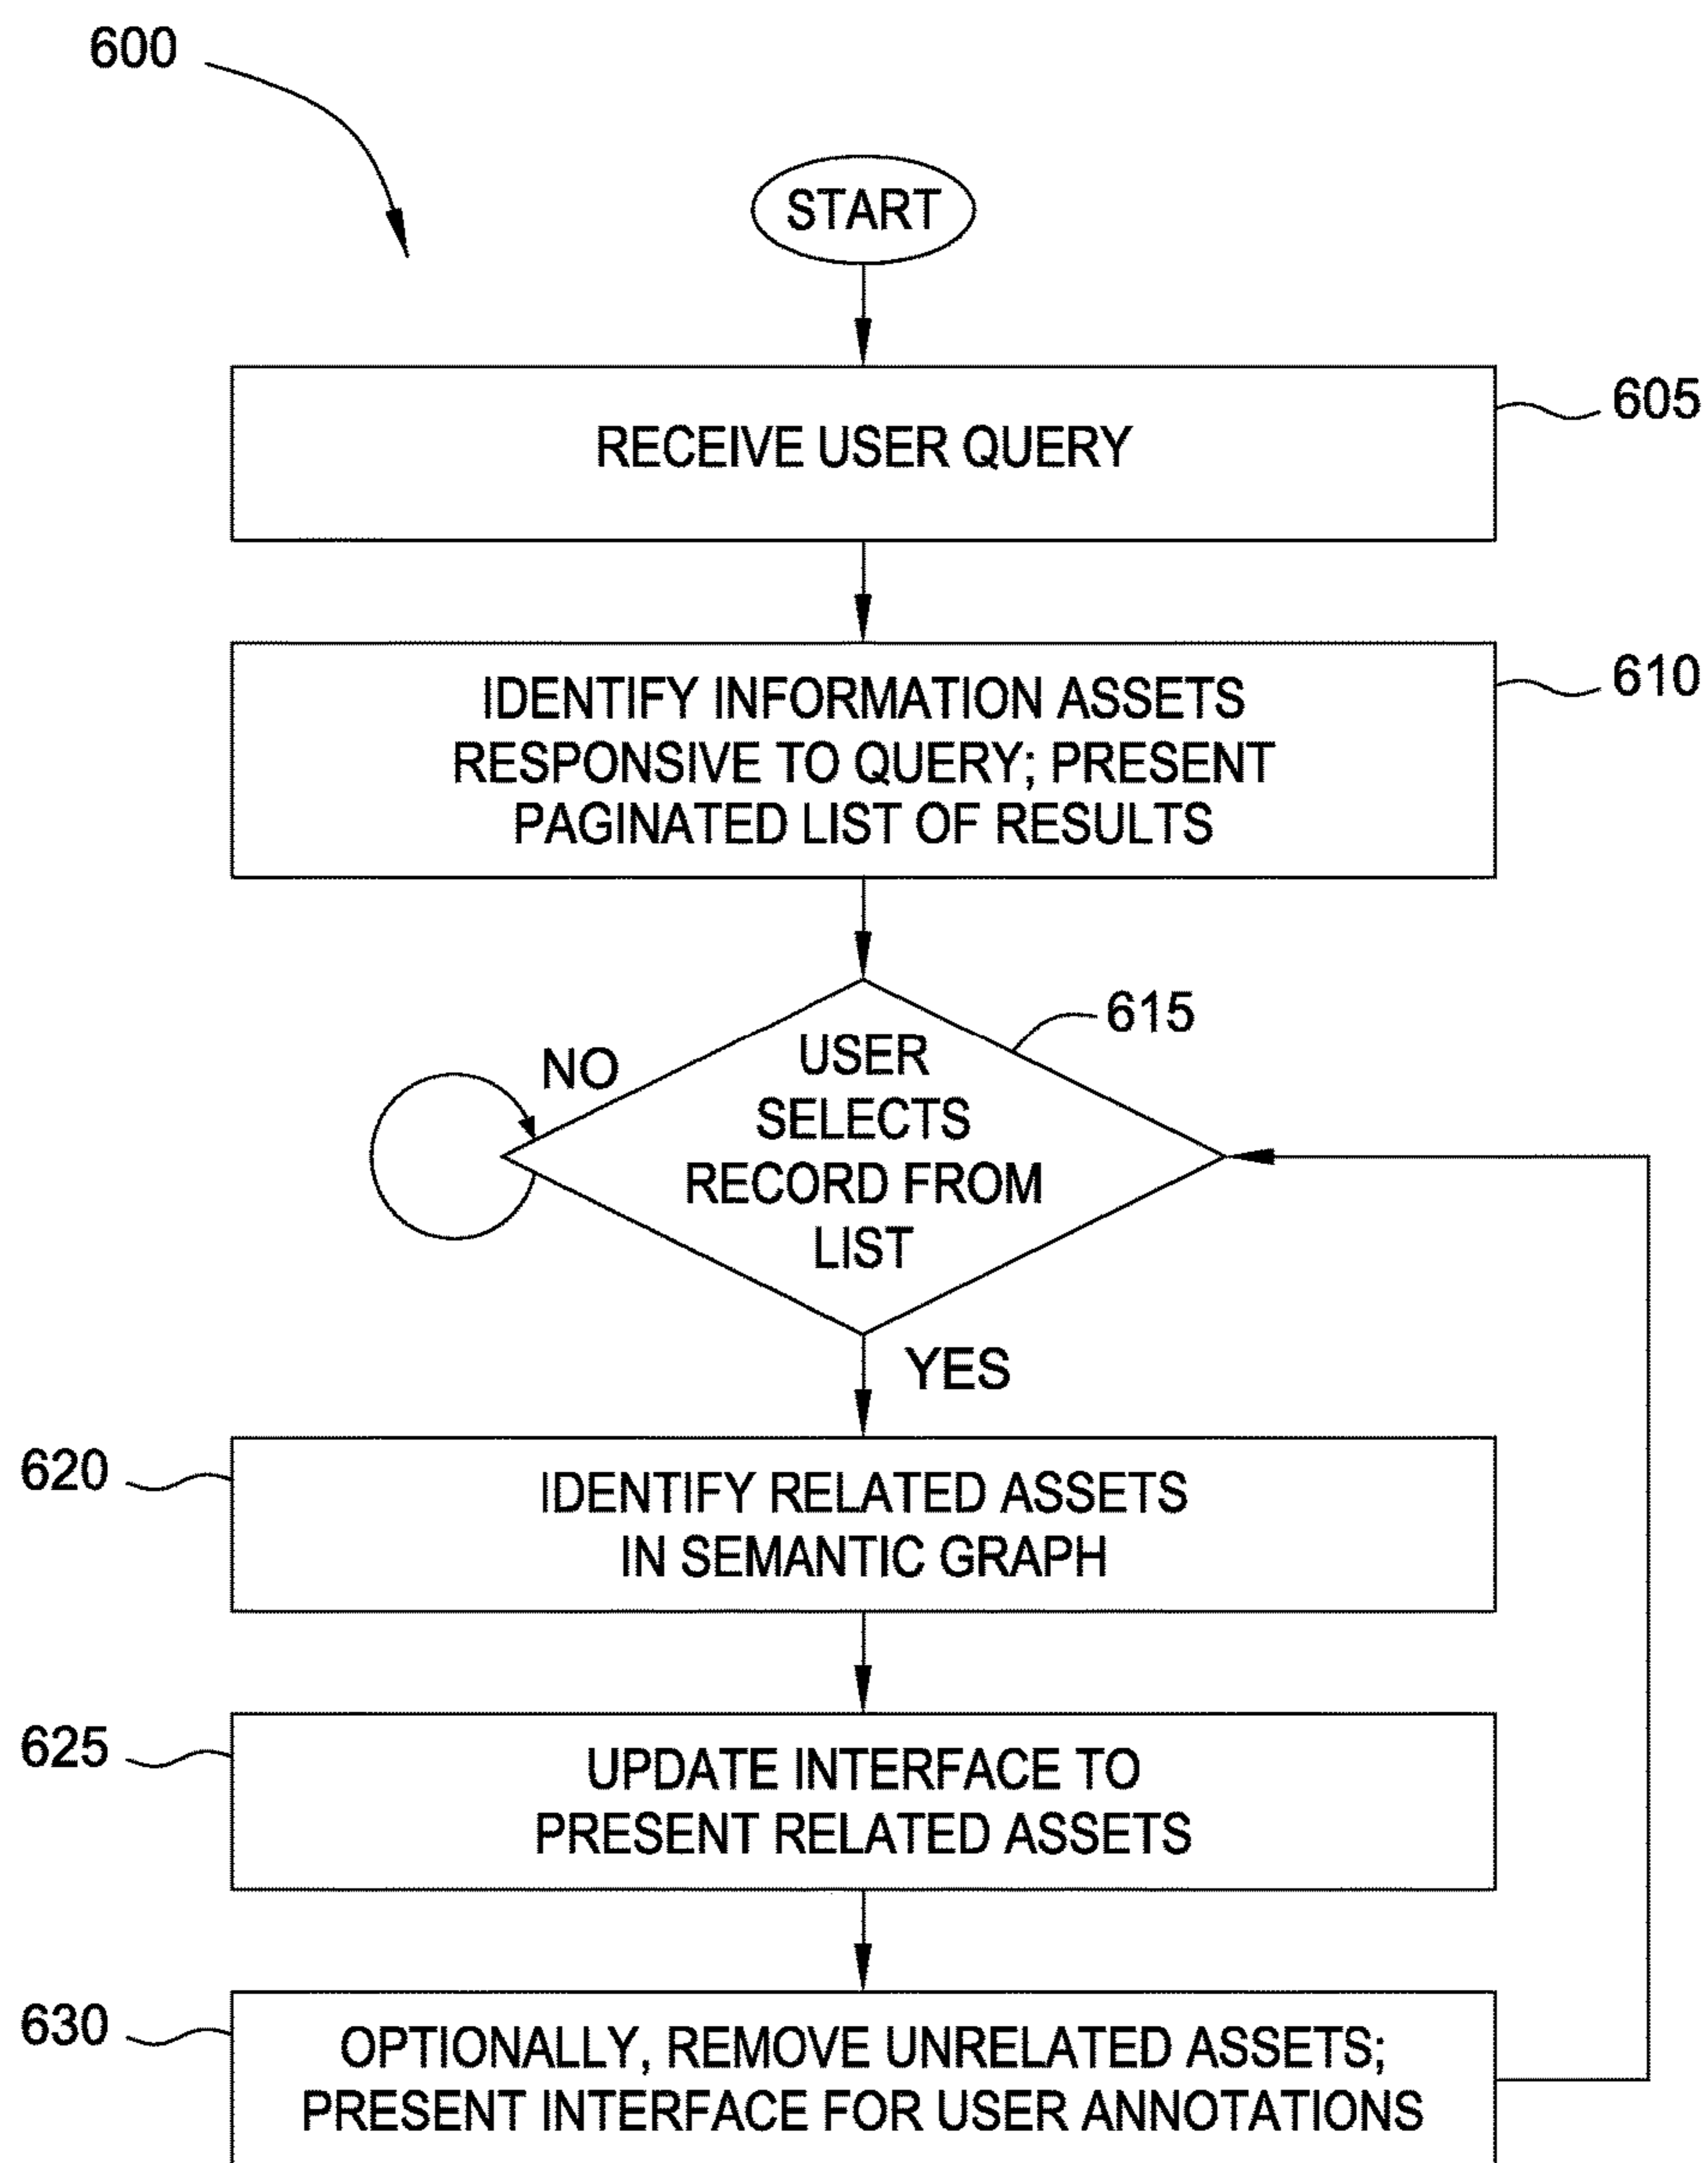 600
START
605
RECEIVE USER QUERY
610
IDENTIFY INFORMATION ASSETS
RESPONSIVE TO QUERY; PRESENT
PAGINATED LIST OF RESULTS
615
NO
USER
SELECTS
RECORD FROM
LIST
YES
620
IDENTIFY RELATED ASSETS
IN SEMANTIC GRAPH
625
UPDATE INTERFACE TO
PRESENT RELATED ASSETS
630
OPTIONALLY, REMOVE UNRELATED ASSETS;
PRESENT INTERFACE FOR USER ANNOTATIONS